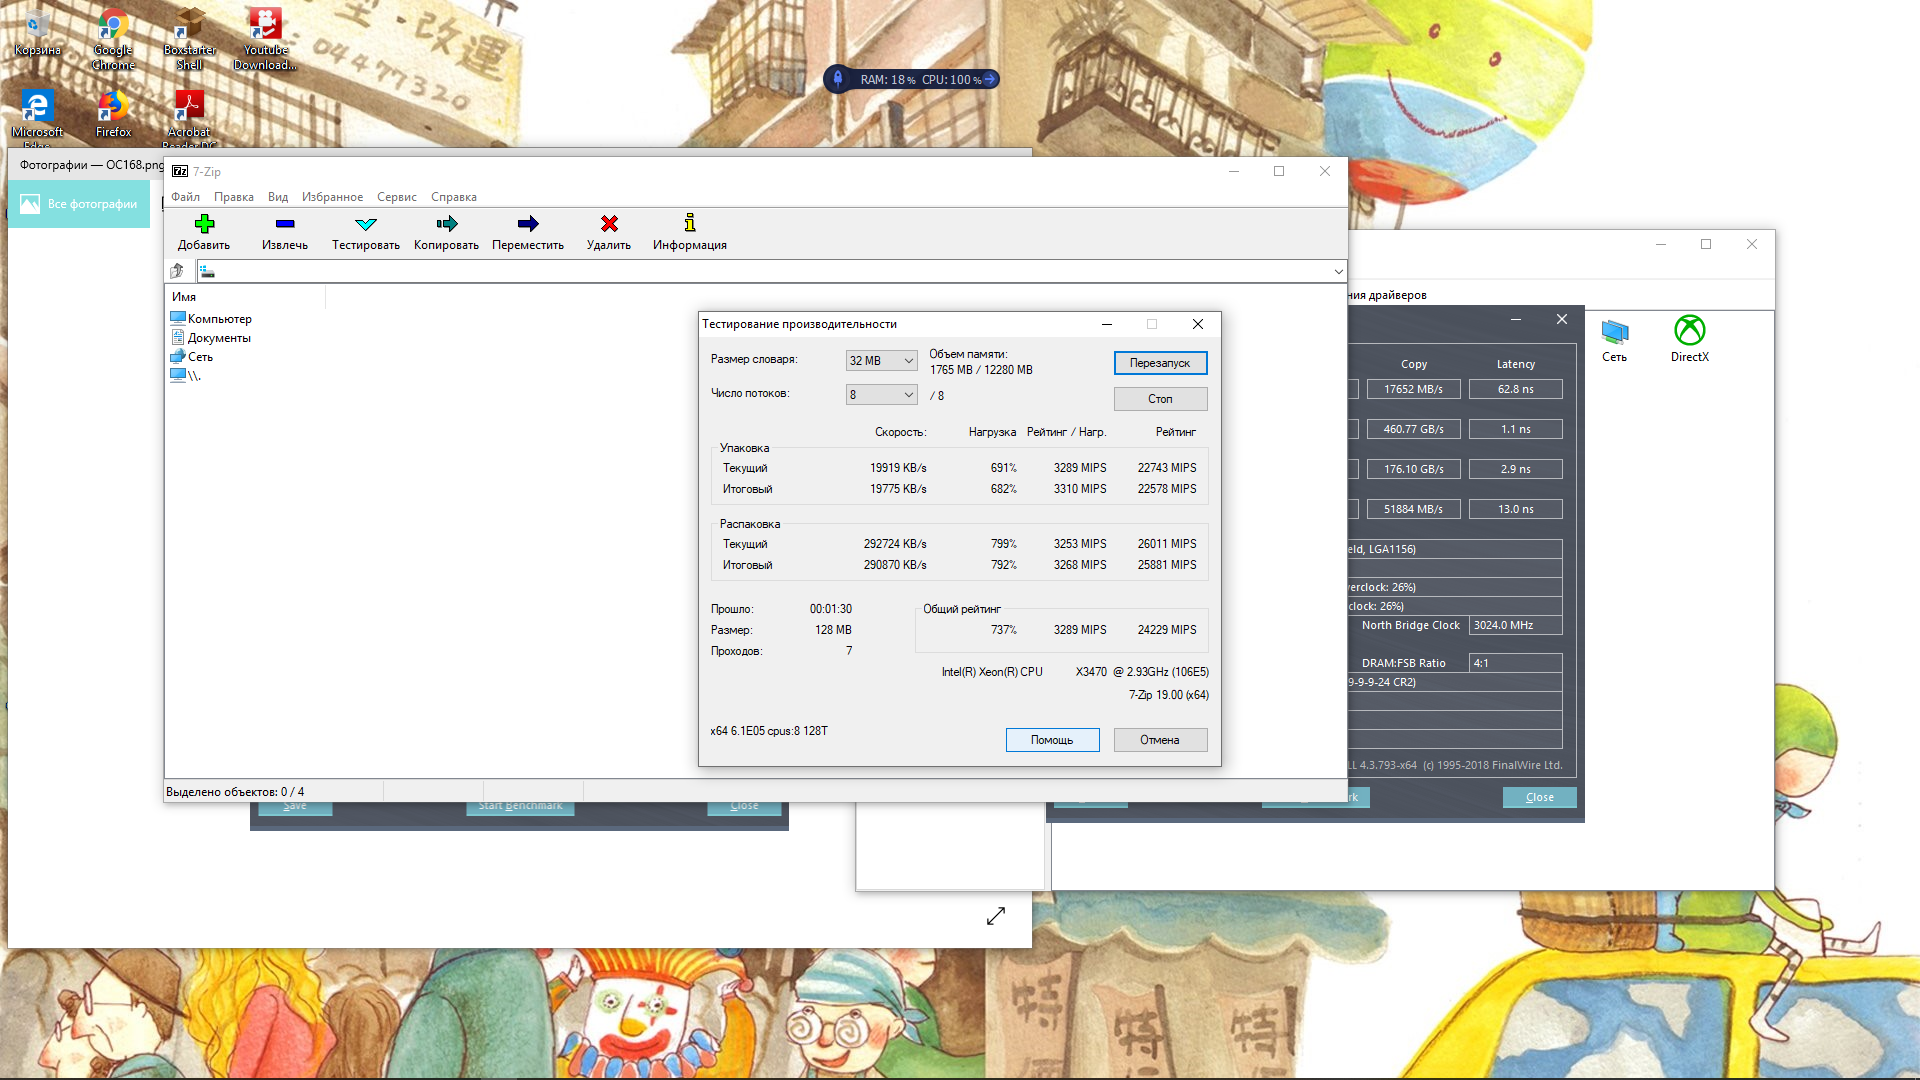 型·改運
:04477320
Корзина
Google
Chrome
Boxstarter
Shell
Youtube
Download...
Microsoft
Edge
Firefox
Acrobat
Reader DC
RAM: 18% CPU: 100%
Фотографии — OC168.png
Все фотографии
7-Zip
Файл Правка Вид Избранное Сервис Справка
Добавить Извлечь Тестировать Копировать Переместить Удалить Информация
Имя
Компьютер
Документы
Сеть
\\.
Выделено объектов: 0 / 4
Save Start Benchmark Close
Тестирование производительности
Размер словаря: 32 MB
Объем памяти:
1765 MB / 12280 MB
Перезапуск
Число потоков: 8 / 8
Стоп
Скорость: Нагрузка Рейтинг / Нагр. Рейтинг
Упаковка
Текущий 19919 KB/s 691% 3289 MIPS 22743 MIPS
Итоговый 19775 KB/s 682% 3310 MIPS 22578 MIPS
Распаковка
Текущий 292724 KB/s 799% 3253 MIPS 26011 MIPS
Итоговый 290870 KB/s 792% 3268 MIPS 25881 MIPS
Прошло: 00:01:30
Размер: 128 MB
Проходов: 7
Общий рейтинг
737% 3289 MIPS 24229 MIPS
Intel(R) Xeon(R) CPU X3470 @ 2.93GHz (106E5)
7-Zip 19.00 (x64)
x64 6.1E05 cpus:8 128T
Помощь Отмена
ния драйверов
Сеть
DirectX
Copy Latency
17652 MB/s 62.8 ns
460.77 GB/s 1.1 ns
176.10 GB/s 2.9 ns
51884 MB/s 13.0 ns
eld, LGA1156)
verclock: 26%)
clock: 26%)
North Bridge Clock 3024.0 MHz
DRAM:FSB Ratio 4:1
9-9-9-24 CR2)
LL 4.3.793-x64 (c) 1995-2018 FinalWire Ltd.
rk Close
特 特 特